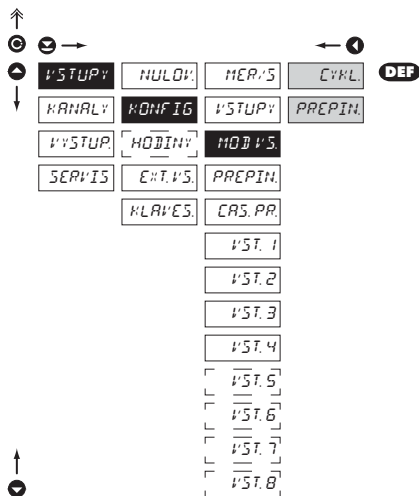 VSTUPY NULOV. MER/S CYKL. DEF
KANALY KONFIG VSTUPY PREPIN.
VYSTUP. HODINY MOD VS.
SERVIS EXT. VS. PREPIN.
KLAVES. CAS. PR.
VST. 1
VST. 2
VST. 3
VST. 4
VST. 5
VST. 6
VST. 7
VST. 8